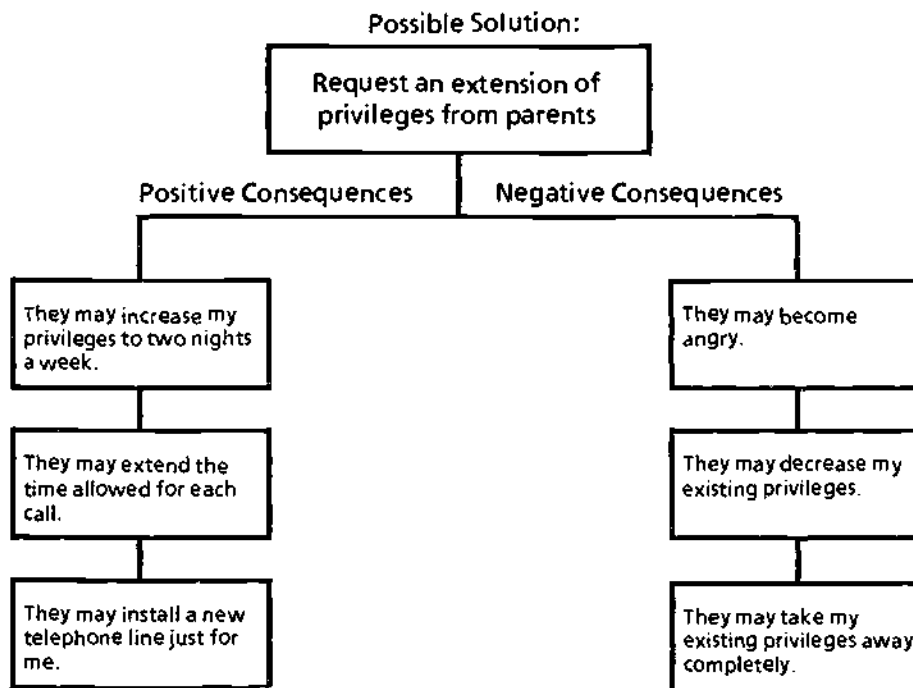 Possible Solution:
Request an extension of
privileges from parents
Positive Consequences
Negative Consequences
They may increase my
privileges to two nights
a week.
They may extend the
time allowed for each
call.
They may install a new
telephone line just for
me.
They may become
angry.
They may decrease my
existing privileges.
They may take my
existing privileges away
completely.